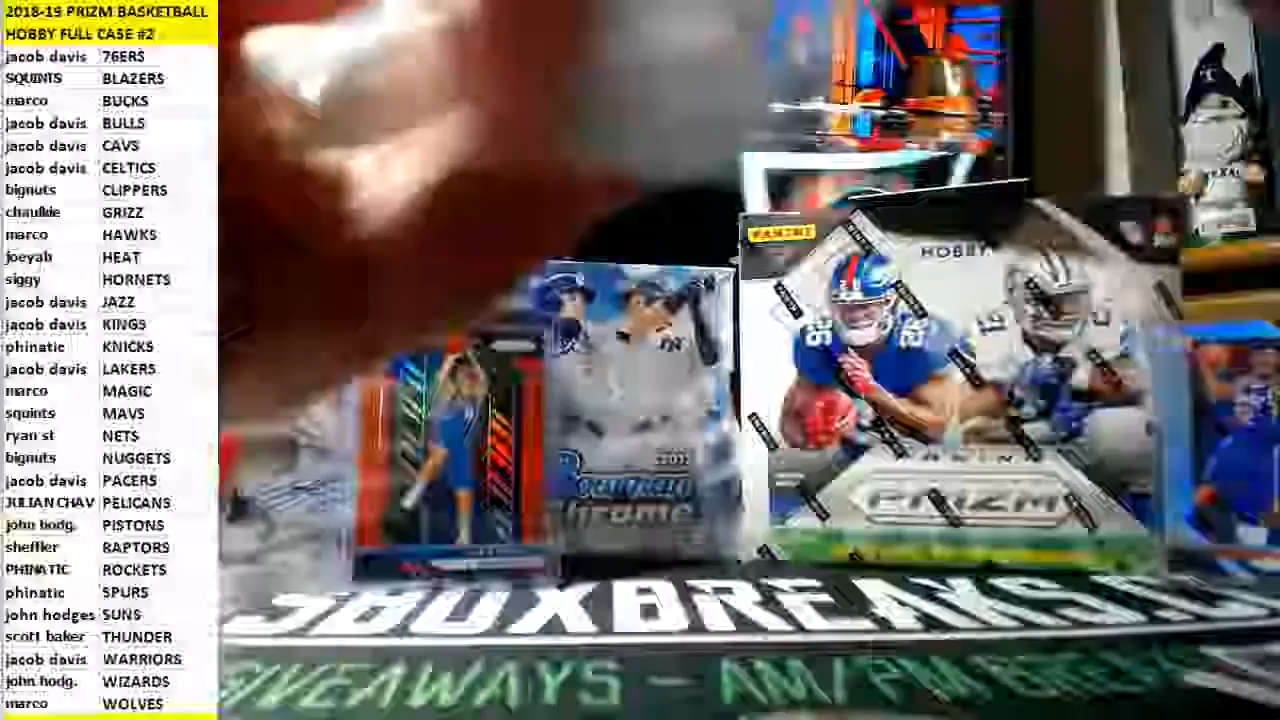 2018-19 PRIZM BASKETBALL
HOBBY FULL CASE #2
jacob davis 76ERS
SQUINTS BLAZERS
marco BUCKS
jacob davis BULLS
jacob davis CAVS
jacob davis CELTICS
bignuts CLIPPERS
chaulkie GRIZZ
marco HAWKS
joeyah HEAT
siggy HORNETS
jacob davis JAZZ
jacob davis KINGS
phinatic KNICKS
jacob davis LAKERS
marco MAGIC
squints MAVS
ryan st NETS
bignuts NUGGETS
jacob davis PACERS
JULIAN CHAV PELICANS
john hodg. PISTONS
sheffler RAPTORS
PHINATIC ROCKETS
phinatic SPURS
john hodges SUNS
scott baker THUNDER
jacob davis WARRIORS
john hodg. WIZARDS
marco WOLVES
PANINI
HOBBY
PRIZM
Bowman
Chrome
GIVEAWAYS - AM/PM BREAKS